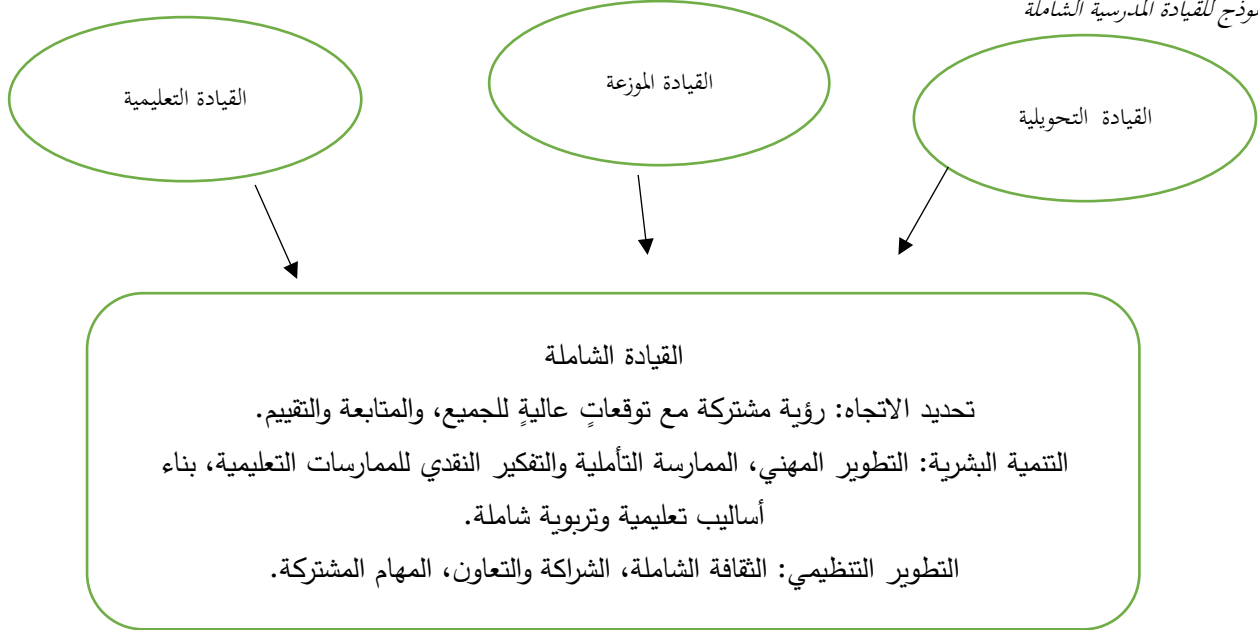 وذج للقيادة المدرسية الشاملة
القيادة التحويلية
القيادة الموزعة
القيادة التعليمية
القيادة الشاملة
تحديد الاتجاه: رؤية مشتركة مع توقعاتٍ عاليةٍ للجميع، والمتابعة والتقييم.
التنمية البشرية: التطوير المهني، الممارسة التأملية والتفكير النقدي للممارسات التعليمية، بناء
أساليب تعليمية وتربوية شاملة.
التطوير التنظيمي: الثقافة الشاملة، الشراكة والتعاون، المهام المشتركة.